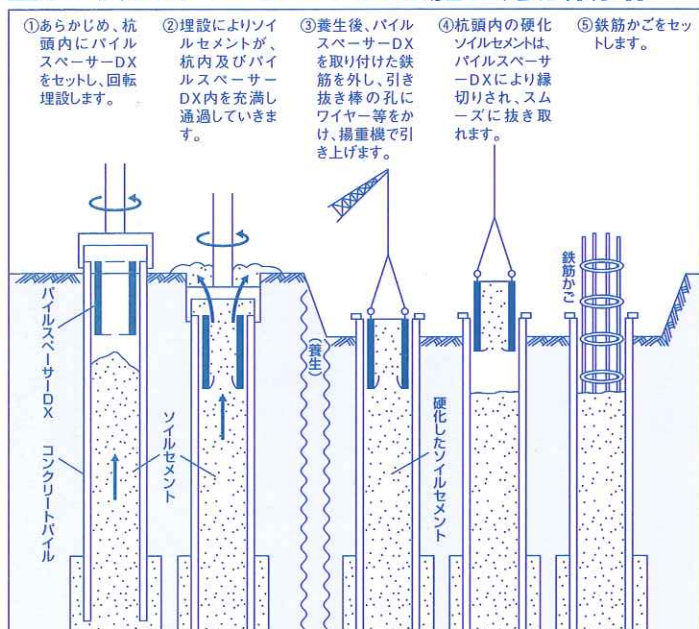 ①あらかじめ、杭
頭内にパイル
スペーサーDX
をセットし、回転
埋設します。
②埋設によりソイ
ルセメントが、
杭内及びパイ
ルスペーサー
DX内を充満し
通過していきま
す。
③養生後、パイル
スペーサーDX
を取り付けた鉄
筋を外し、引き
抜き棒の孔に
ワイヤー等をか
け、揚重機で引
き上げます。
④杭頭内の硬化
ソイルセメントは、
パイルスペーサ
ーDXにより縁
切りされ、スム
ーズに抜き取
れます。
⑤鉄筋かごをセッ
トします。
パイルスペーサーDX
コンクリートパイル
ソイルセメント
(養生)
硬化したソイルセメント
鉄筋かご